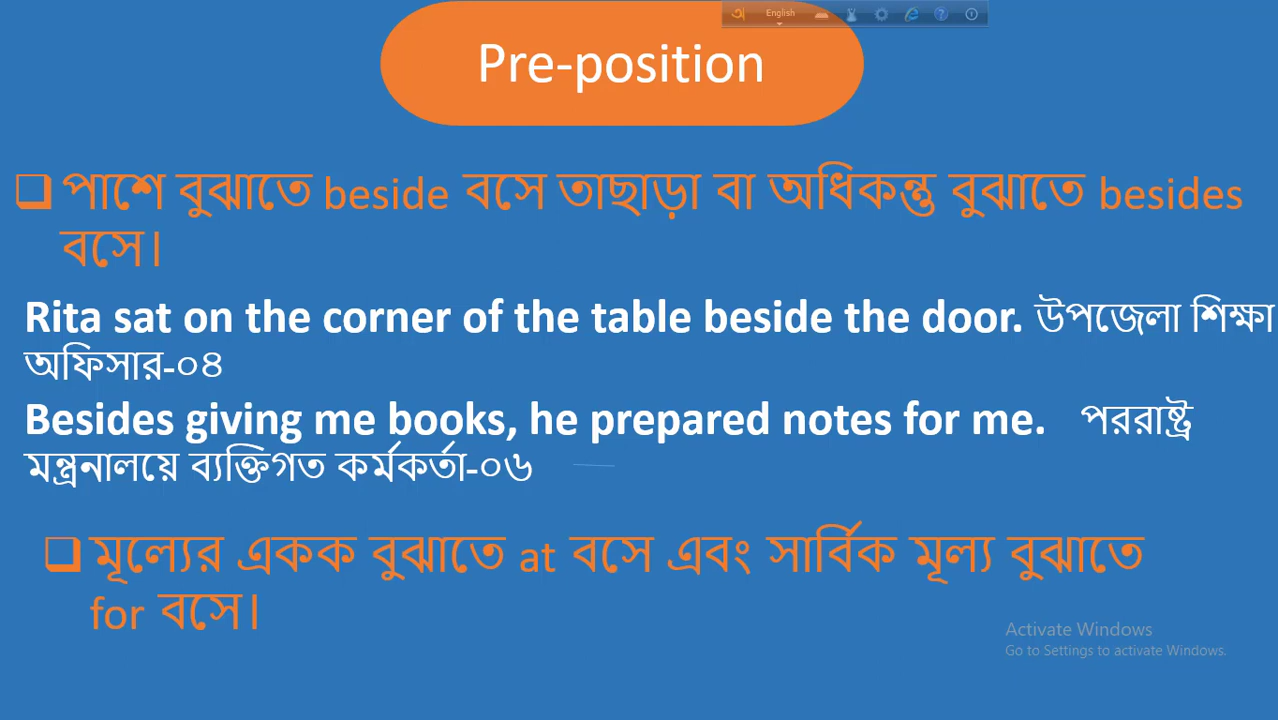 English
Pre-position
পাশে বুঝাতে beside বসে তাছাড়া বা অধিকন্তু বুঝাতে besides
বসে।
Rita sat on the corner of the table beside the door. উপজেলা শিক্ষা
অফিসার-০৪
Besides giving me books, he prepared notes for me. পররাষ্ট্র
মন্ত্রনালয়ে ব্যক্তিগত কর্মকর্তা-০৬
মূল্যের একক বুঝাতে at বসে এবং সার্বিক মূল্য বুঝাতে
for বসে।
Activate Windows
Go to Settings to activate Windows.